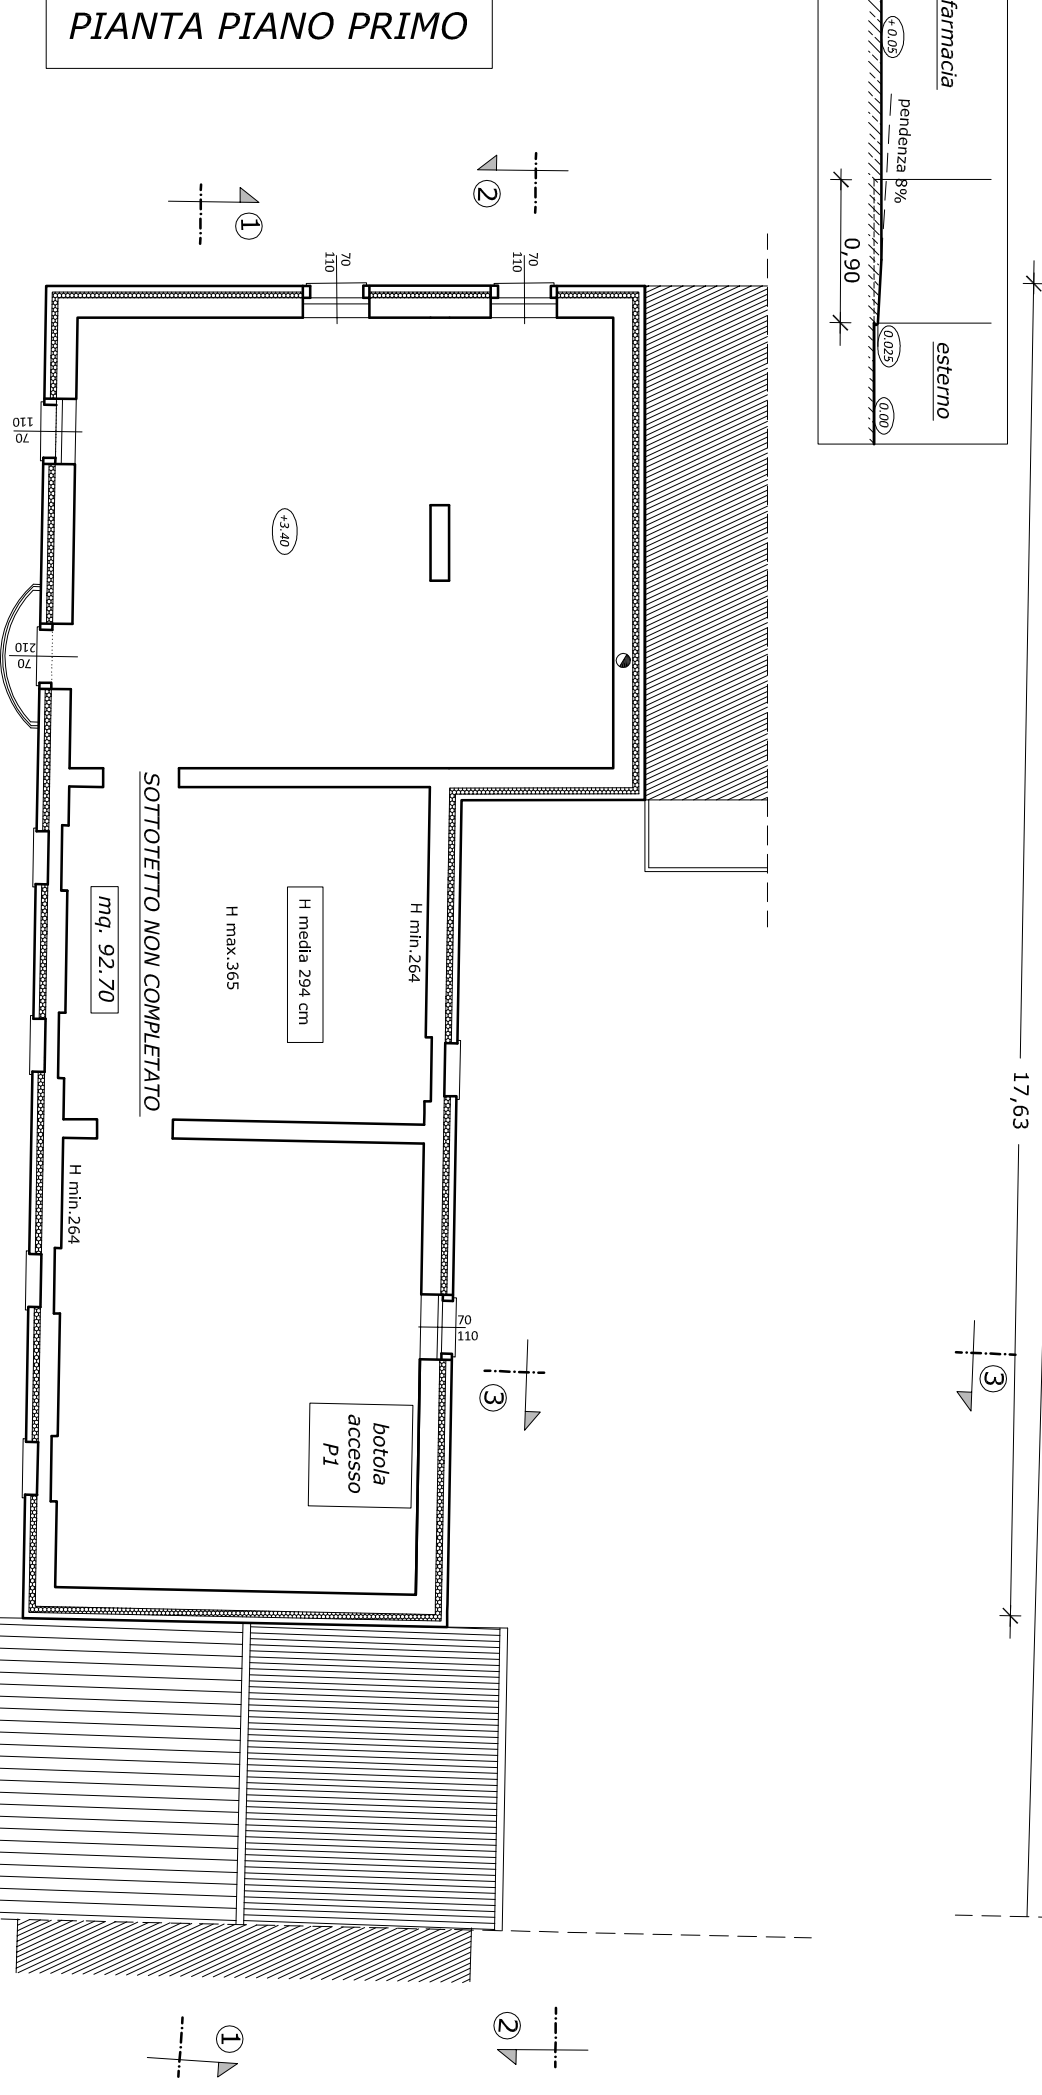 PIANTA PIANO PRIMO
farmacia
+0.05
pendenza 8%
0,90
0.025
esterno
0.00
1
2
70
110
70
110
110
70
+3.40
210
70
SOTTOTETTO NON COMPLETATO
mq. 92.70
H max.365
H media 294 cm
H min.264
H min.264
17,63
70
110
3
3
botola
accesso
P1
1
2